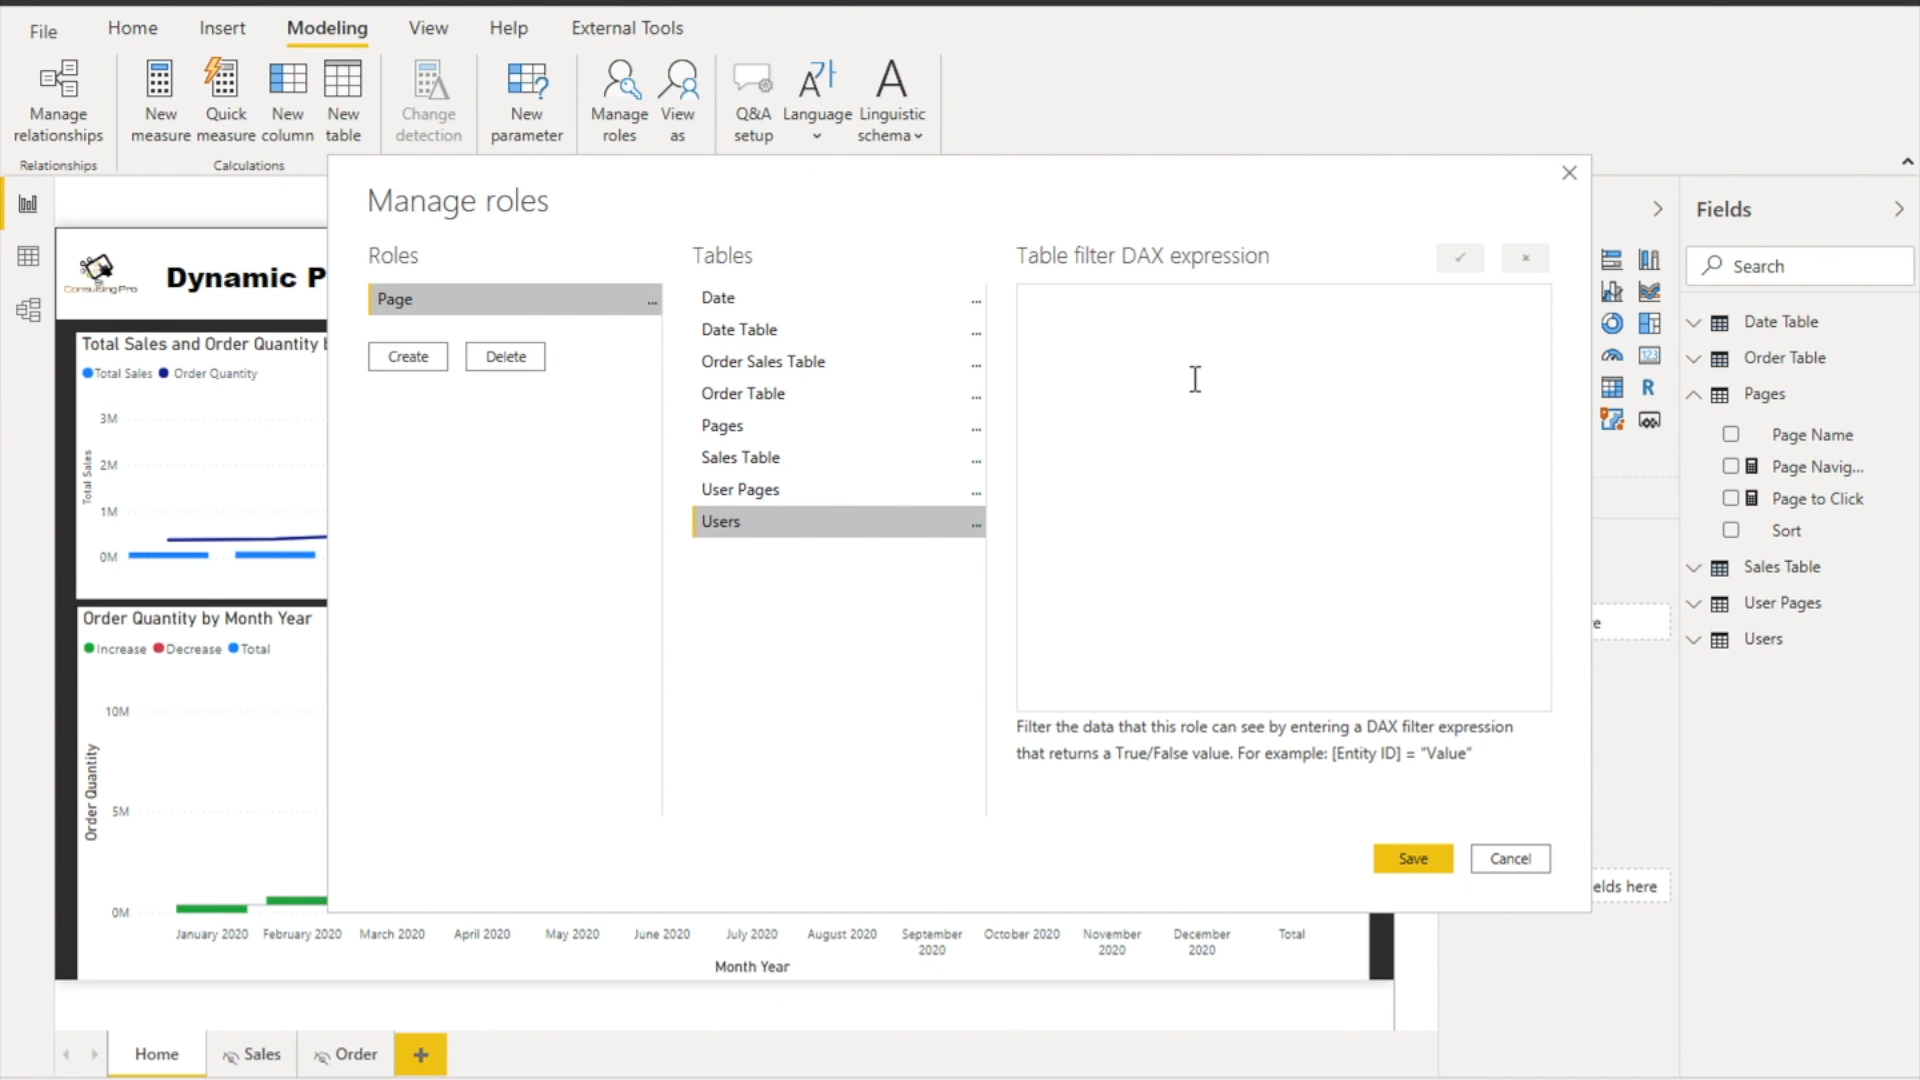 File
Home
Insert
Modeling
View
Help
External Tools
Manage
relationships
New
measure
Quick
measure
New
column
New
table
Change
detection
New
parameter
Manage
roles
View
as
Q&A
setup
Language
Linguistic
schema
Relationships
Calculations
Manage roles
Roles
Page
...
Create
Delete
Tables
Date
...
Date Table
...
Order Sales Table
...
Order Table
...
Pages
...
Sales Table
...
User Pages
...
Users
...
Table filter DAX expression
Filter the data that this role can see by entering a DAX filter expression
that returns a True/False value. For example: [Entity ID] = "Value"
Save
Cancel
Consulting Pro
Dynamic P
Total Sales and Order Quantity b
Total Sales
Order Quantity
Total Sales
3M
2M
1M
0M
Order Quantity by Month Year
Increase
Decrease
Total
Order Quantity
10M
5M
0M
January 2020
February 2020
March 2020
April 2020
May 2020
June 2020
July 2020
August 2020
September
2020
October 2020
November
2020
December
2020
Total
Month Year
Home
Sales
Order
+
123
R
e
elds here
Fields
Search
Date Table
Order Table
Pages
Page Name
Page Navig...
Page to Click
Sort
Sales Table
User Pages
Users